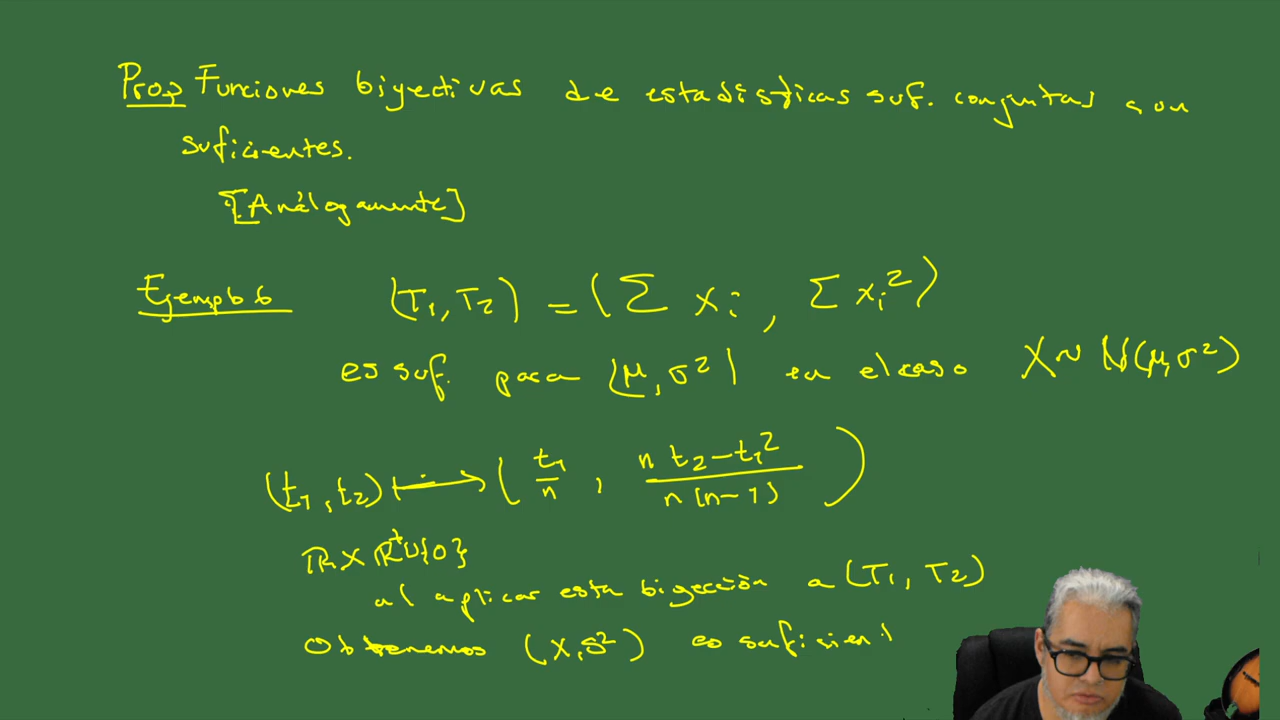 Prop Funciones biyectivas de estadísticas suf. conjuntas son
suficientes.
[Análogamente]
Ejemplo 6 (T₁, T₂) = (Σ xᵢ, Σ xᵢ²)
es suf. para (μ, σ²) en el caso X ~ N(μ, σ²)
(t₁, t₂) ⟼ (t₁/n, (n t₂ - t₁²)/(n(n-1)))
ℝ × ℝ⁺∪{0}
al aplicar esta bigección a (T₁, T₂)
Obtenemos (X, S²) es suficient